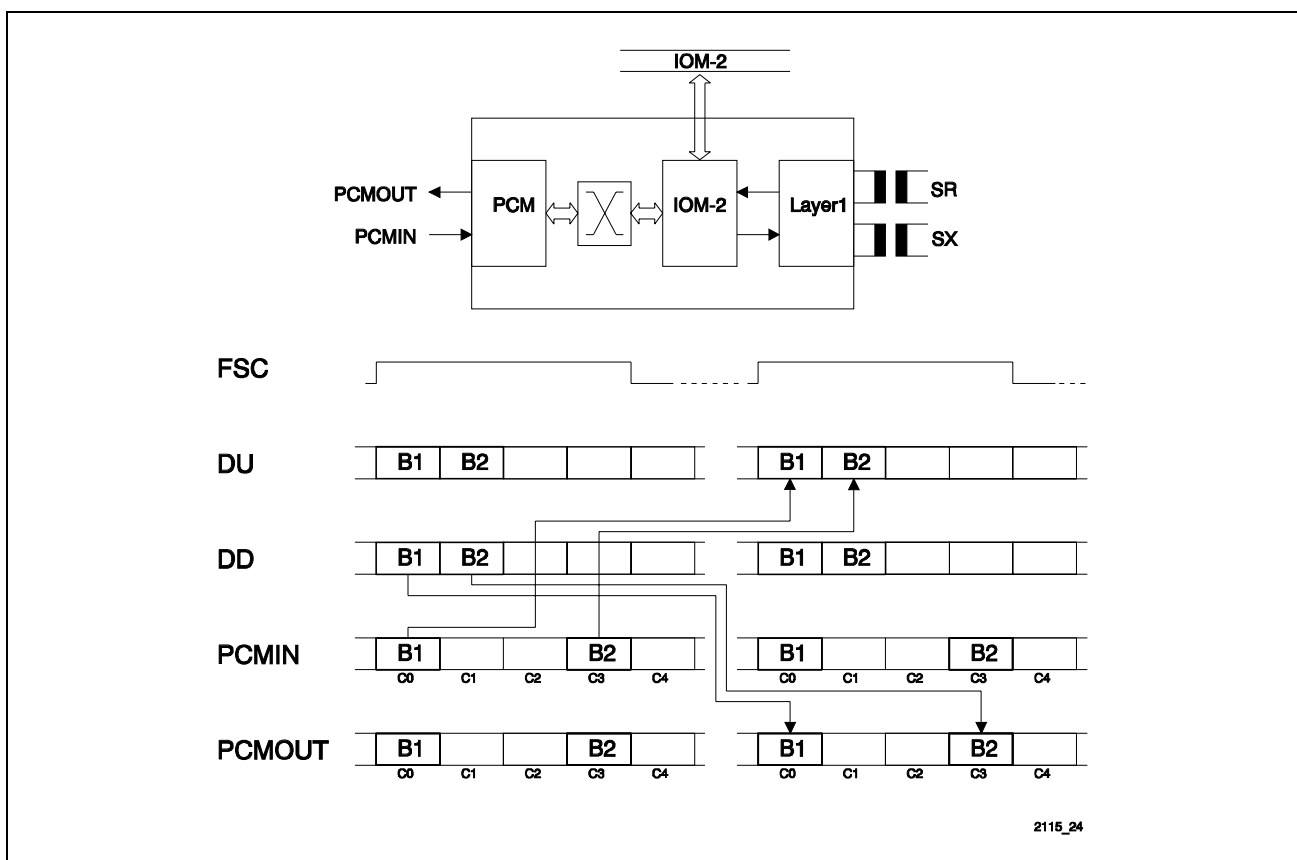 IOM-2
PCMOUT
PCMIN
PCM
IOM-2
Layer1
SR
SX
FSC
DU B1 B2 B1 B2
DD B1 B2 B1 B2
PCMIN B1 B2 B1 B2
C0 C1 C2 C3 C4 C0 C1 C2 C3 C4
PCMOUT B1 B2 B1 B2
C0 C1 C2 C3 C4 C0 C1 C2 C3 C4
2115_24